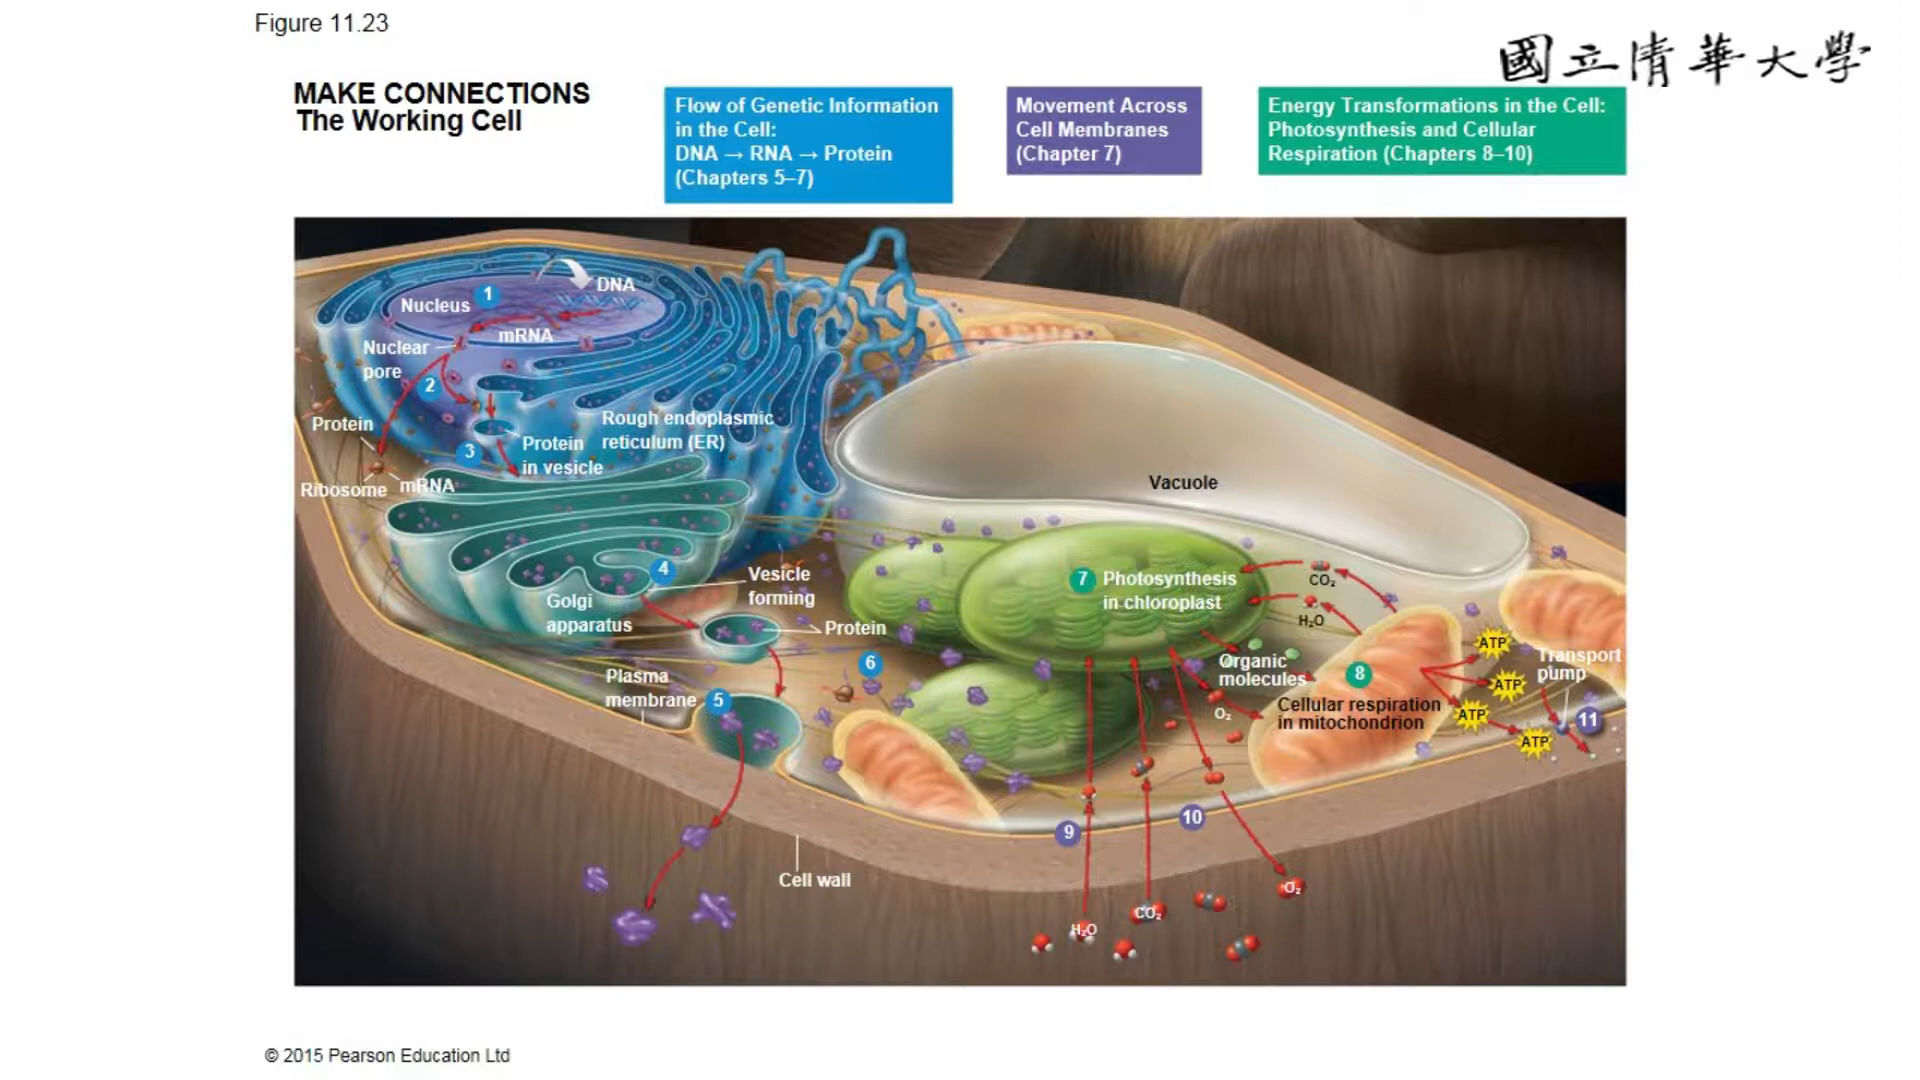 Figure 11.23
國立清華大學
MAKE CONNECTIONS
The Working Cell
Flow of Genetic Information
in the Cell:
DNA → RNA → Protein
(Chapters 5–7)
Movement Across
Cell Membranes
(Chapter 7)
Energy Transformations in the Cell:
Photosynthesis and Cellular
Respiration (Chapters 8–10)
Nucleus
1
DNA
mRNA
Nuclear
pore
2
Protein
3
Protein
in vesicle
Rough endoplasmic
reticulum (ER)
Ribosome
mRNA
Vacuole
4
Golgi
apparatus
Vesicle
forming
Protein
Plasma
membrane
5
6
7
Photosynthesis
in chloroplast
CO₂
H₂O
Organic
molecules
O₂
8
Cellular respiration
in mitochondrion
ATP
ATP
ATP
ATP
Transport
pump
11
9
10
Cell wall
H₂O
CO₂
O₂
© 2015 Pearson Education Ltd